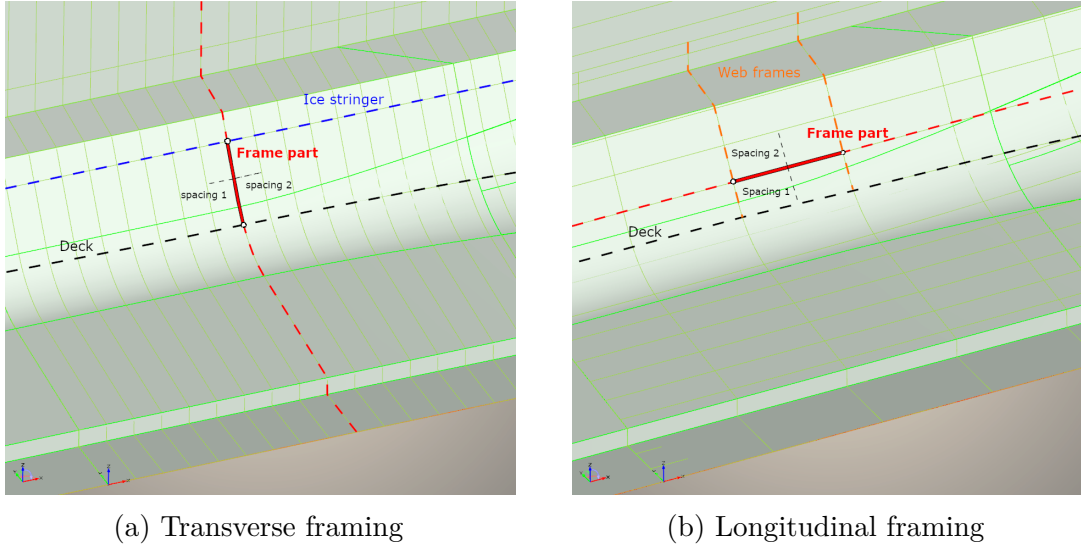 Ice stringer
Frame part
spacing 1
spacing 2
Deck
(a) Transverse framing
Web frames
Frame part
Spacing 2
Spacing 1
Deck
(b) Longitudinal framing